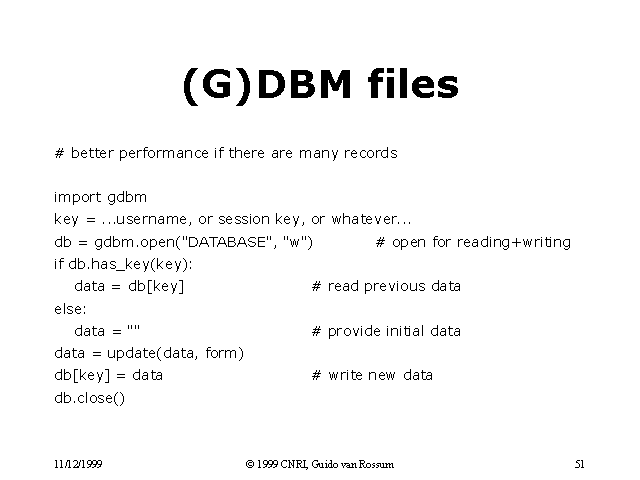 (G)DBM files
# better performance if there are many records
import gdbm
key = ...username, or session key, or whatever...
db = gdbm.open("DATABASE", "w") # open for reading+writing
if db.has_key(key):
data = db[key] # read previous data
else:
data = "" # provide initial data
data = update(data, form)
db[key] = data # write new data
db.close()
11/12/1999 © 1999 CNRI, Guido van Rossum 51